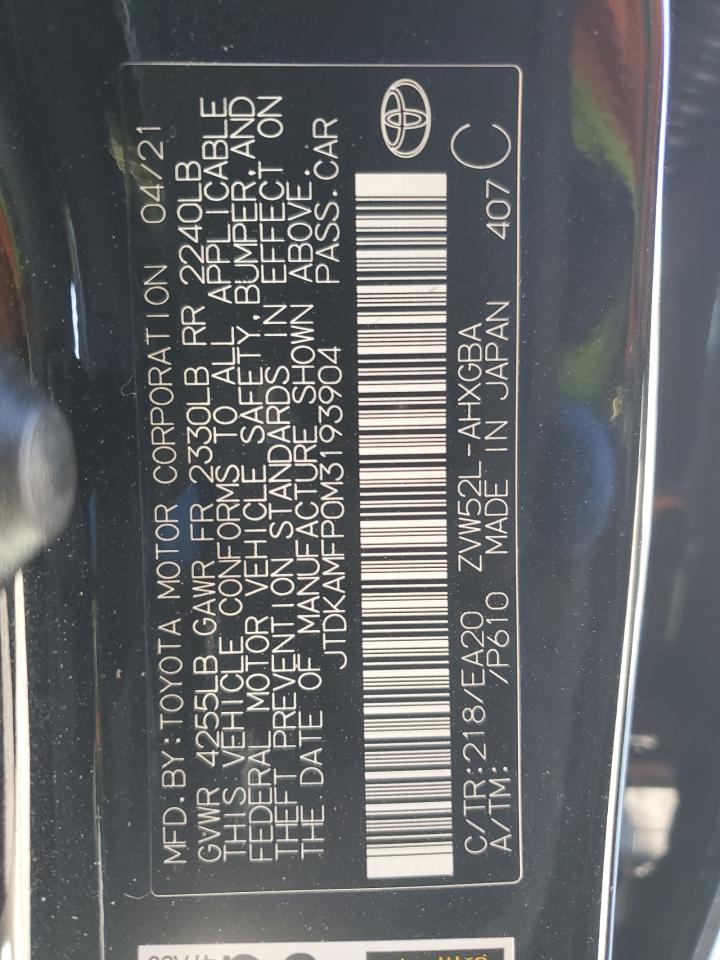 MFD.BY:TOYOTA MOTOR CORPORATION 04/21
GVWR 4255LB GAWR FR 2330LB RR 2240LB
THIS VEHICLE CONFORMS TO ALL APPLICABLE
FEDERAL MOTOR VEHICLE SAFETY,BUMPER,AND
THEFT PREVENTION STANDARDS IN EFFECT ON
THE DATE OF MANUFACTURE SHOWN ABOVE.
JTDKAMFP0M3193904 PASS.CAR
C/TR:218/EA20 ZVW52L-AHXGBA C
A/TM: /P610 MADE IN JAPAN 407